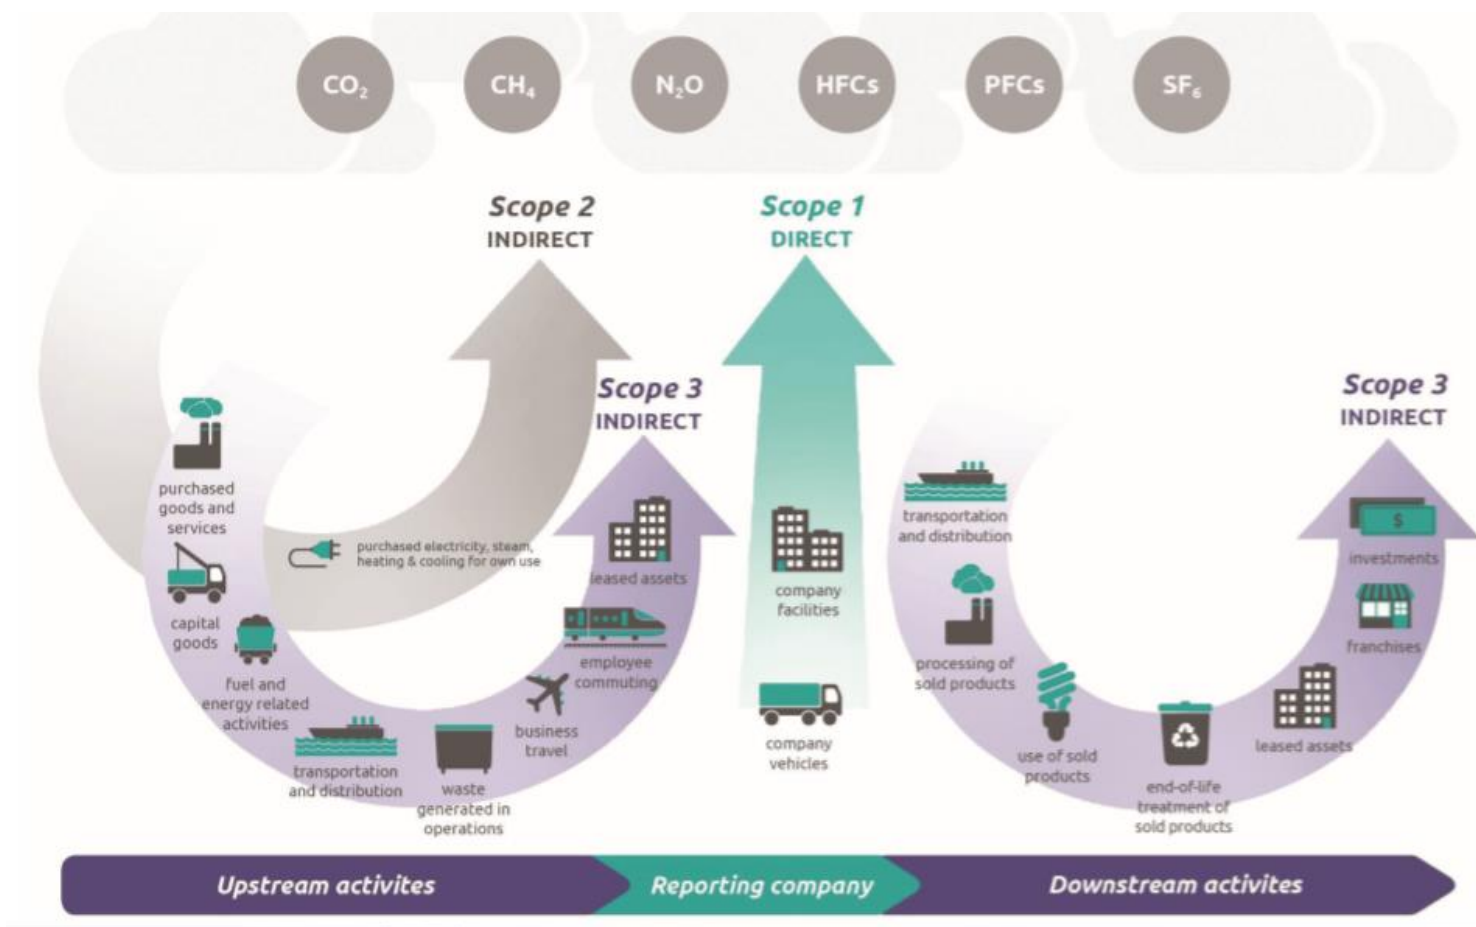 CO₂
CH₄
N₂O
HFCs
PFCs
SF₆
Scope 2
INDIRECT
Scope 1
DIRECT
Scope 3
INDIRECT
Scope 3
INDIRECT
purchased
goods and
services
capital
goods
fuel and
energy related
activities
transportation
and distribution
waste
generated in
operations
business
travel
employee
commuting
leased assets
purchased electricity, steam,
heating & cooling for own use
company
facilities
company
vehicles
transportation
and distribution
processing of
sold products
use of sold
products
end-of-life
treatment of
sold products
leased assets
franchises
investments
$
Upstream activites
Reporting company
Downstream activites